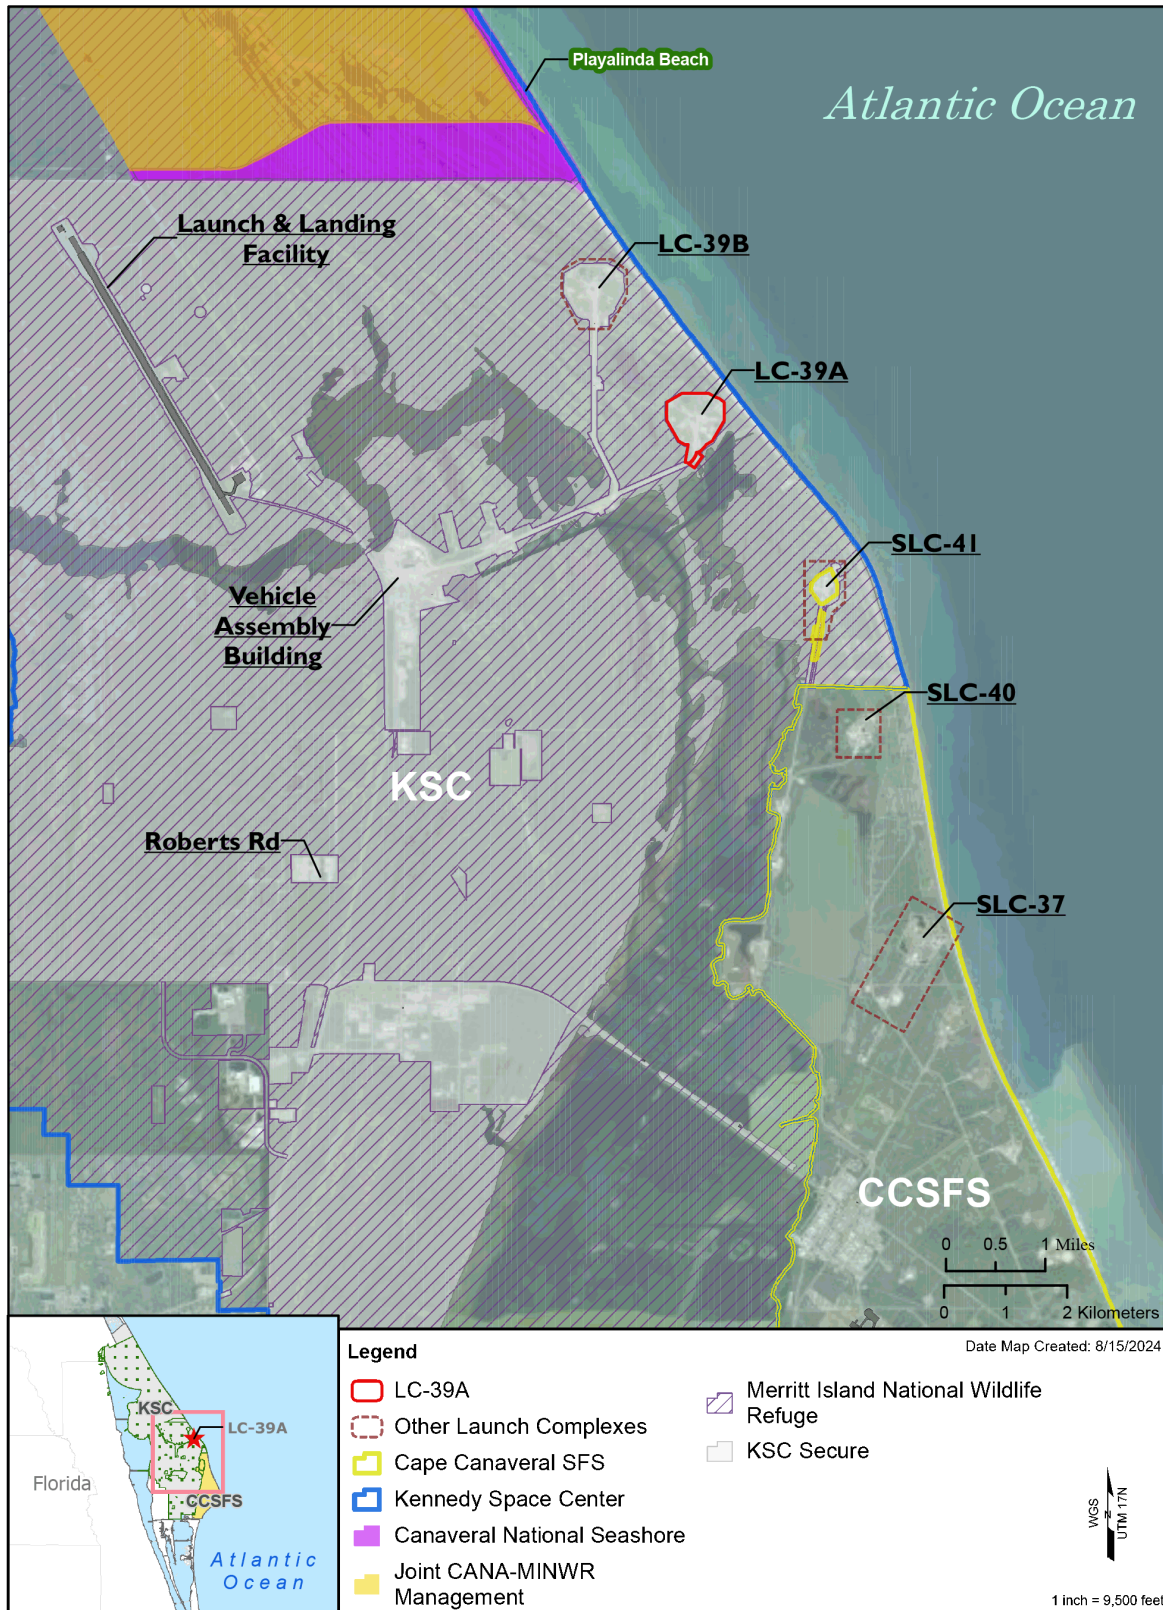 Playalinda Beach
Atlantic Ocean
Launch & Landing
Facility
LC-39B
LC-39A
SLC-41
Vehicle
Assembly
Building
SLC-40
KSC
Roberts Rd
SLC-37
CCSFS
0 0.5 1 Miles
0 1 2 Kilometers
Date Map Created: 8/15/2024
KSC
LC-39A
Florida
CCSFS
Atlantic
Ocean
Legend
LC-39A
Other Launch Complexes
Cape Canaveral SFS
Kennedy Space Center
Canaveral National Seashore
Joint CANA-MINWR
Management
Merritt Island National Wildlife
Refuge
KSC Secure
WGS
N
UTM 17N
1 inch = 9,500 feet